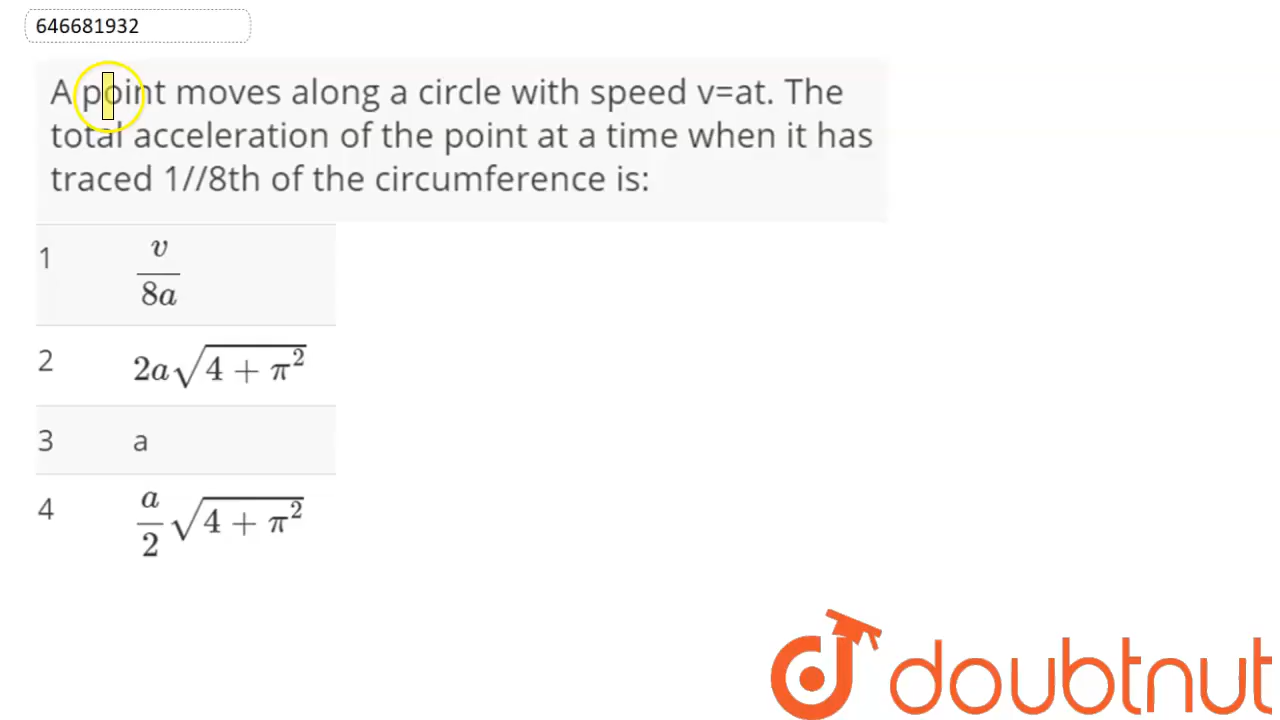 646681932
A point moves along a circle with speed v=at. The
total acceleration of the point at a time when it has
traced 1//8th of the circumference is:
1 v/8a
2 2a√(4 + π²)
3 a
4 a/2 √(4 + π²)
doubtnut